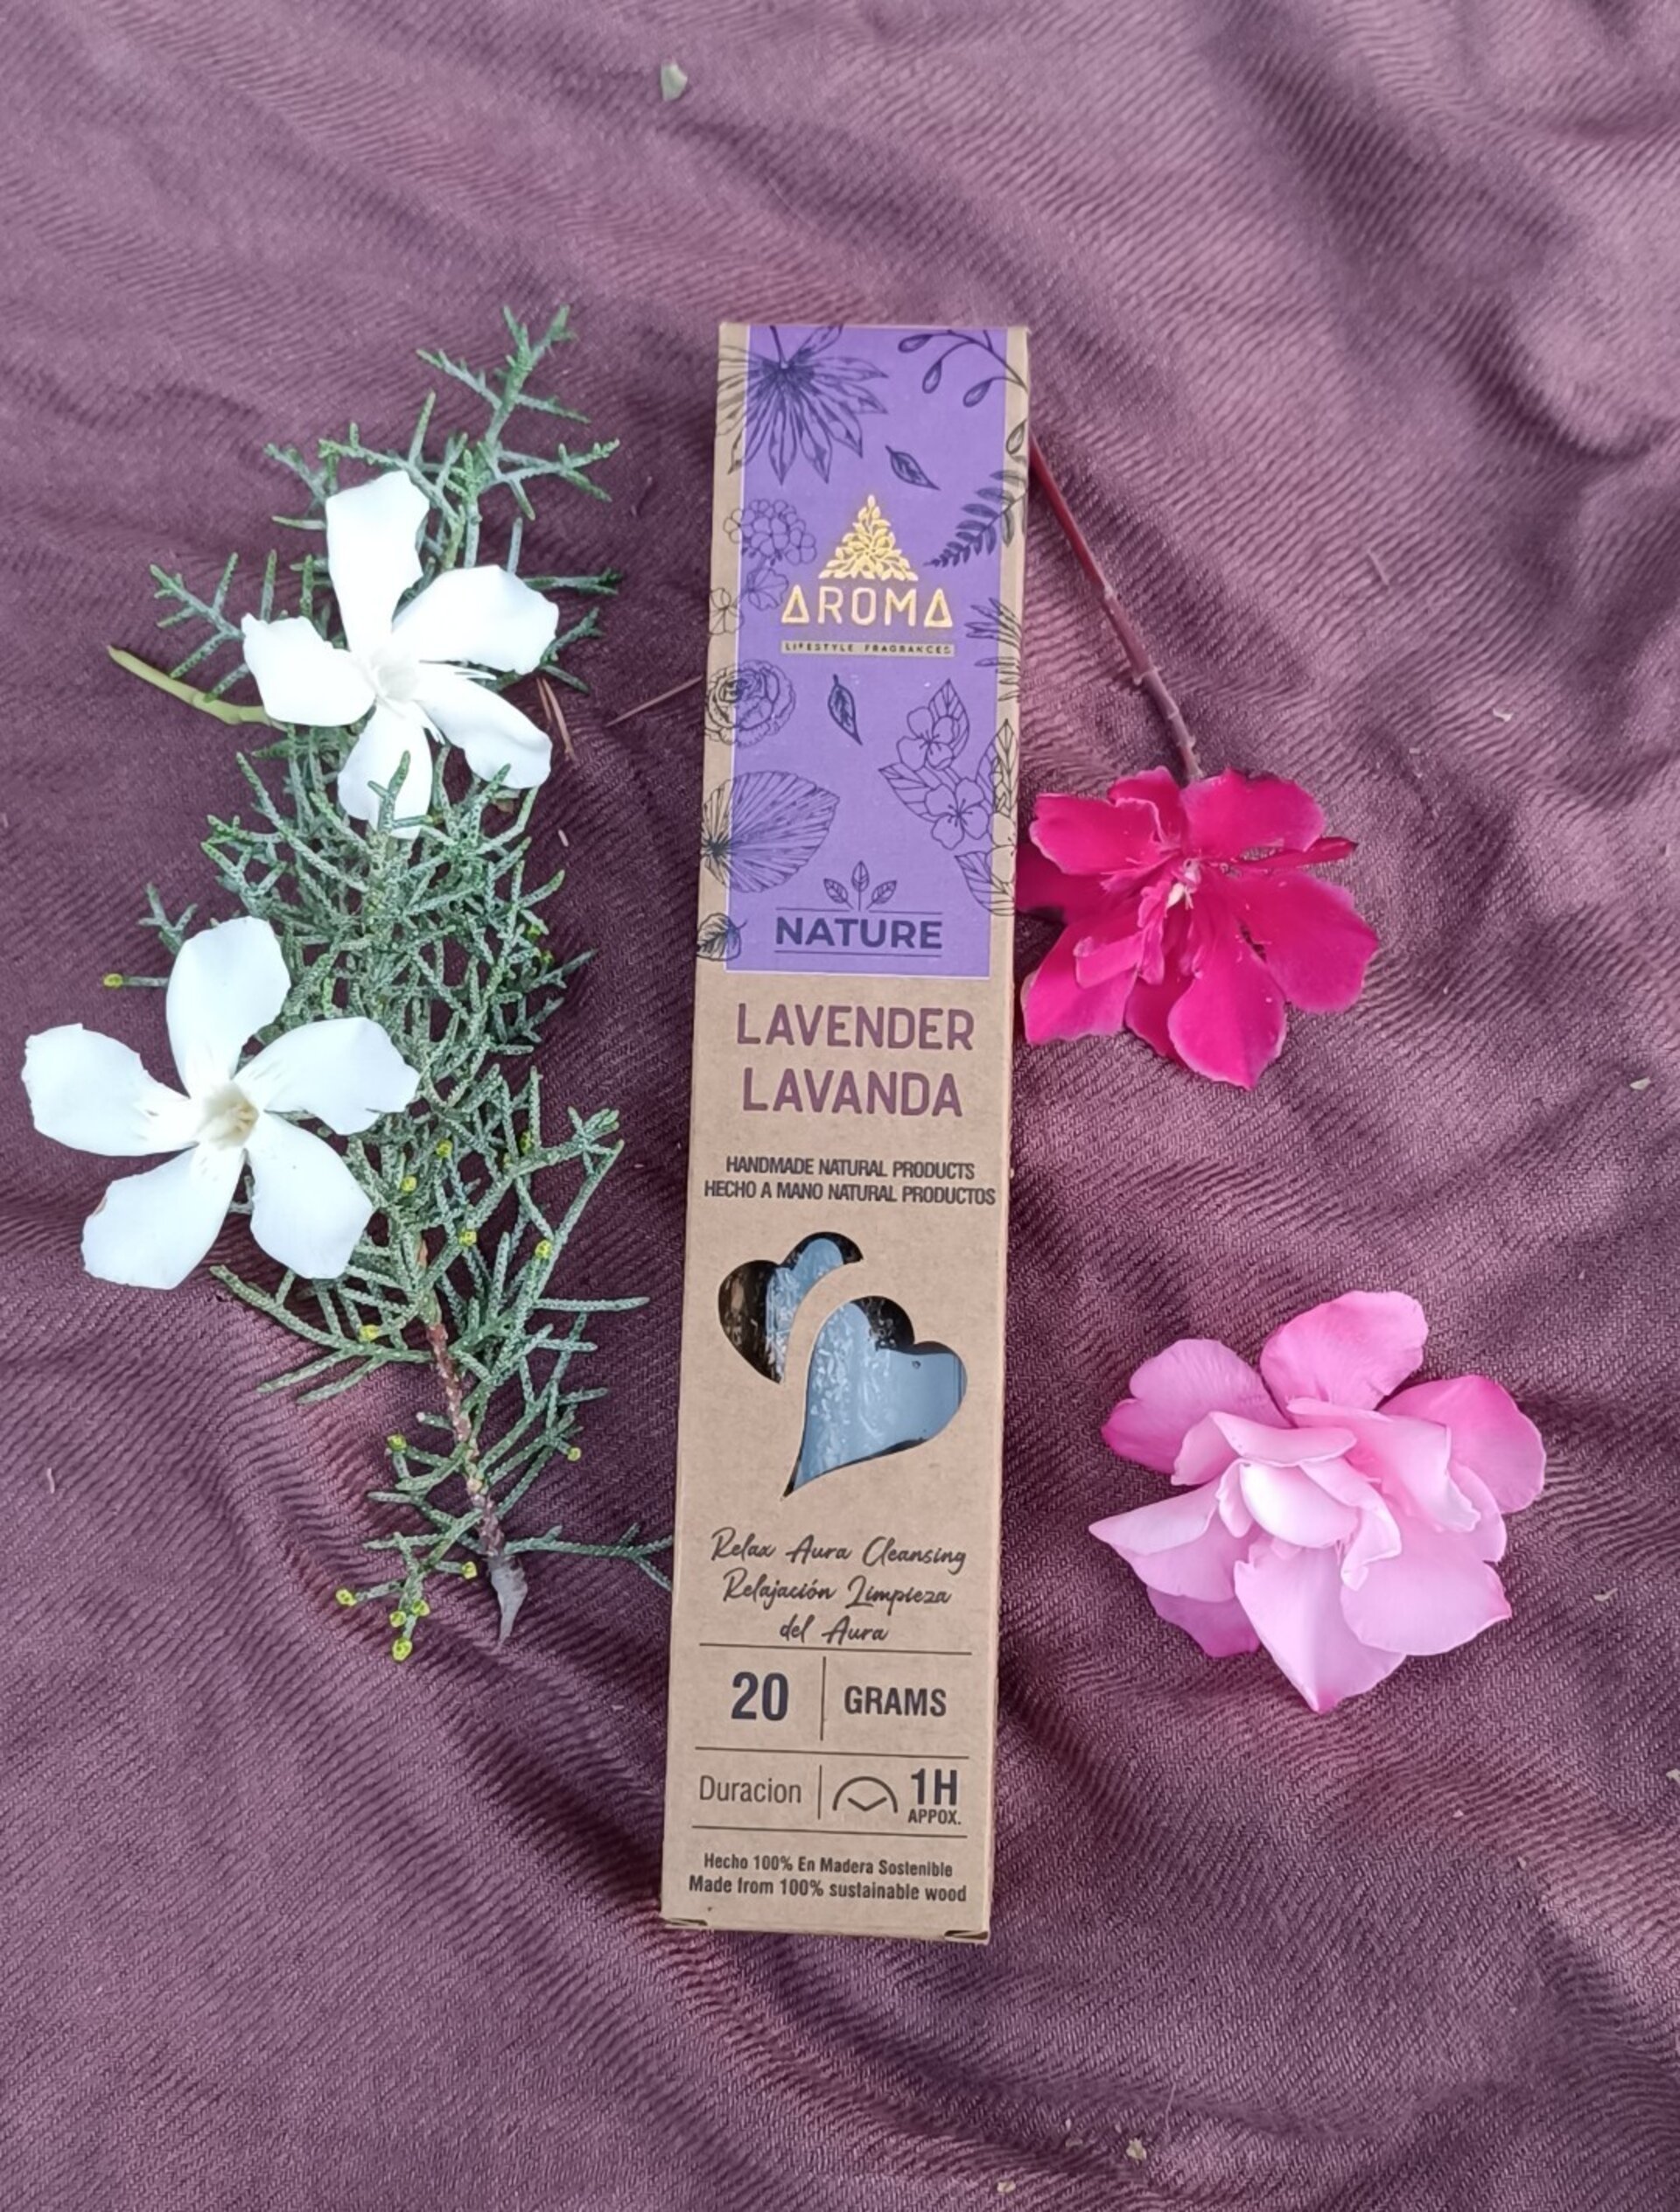 AROMA
LIFESTYLE FRAGRANCES
NATURE
LAVENDER
LAVANDA
HANDMADE NATURAL PRODUCTS
HECHO A MANO NATURAL PRODUCTOS
Relax Aura Cleansing
Relajación Limpieza
del Aura
20 GRAMS
Duracion 1H
APPOX.
Hecho 100% En Madera Sostenible
Made from 100% sustainable wood